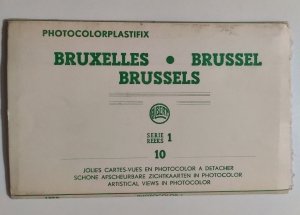 PHOTOCOLORPLASTIFIX
BRUXELLES • BRUSSEL
BRUSSELS
SERIE
REEKS 1
10
JOLIES CARTES-VUES EN PHOTOCOLOR A DETACHER
SCHONE AFSCHEURBARE ZICHTKAARTEN IN PHOTOCOLOR
ARTISTICAL VIEWS IN PHOTOCOLOR